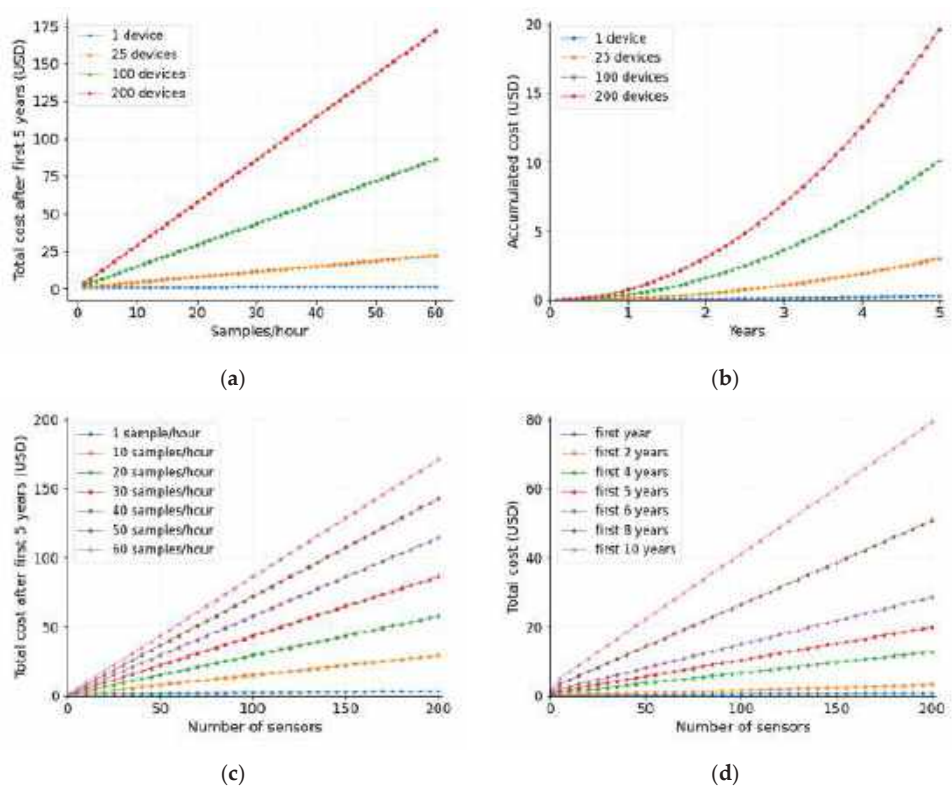 Total cost after first 5 years (USD)
175
150
125
100
75
50
25
0
1 device
25 devices
100 devices
200 devices
0 10 20 30 40 50 60
Samples/hour
(a)
Accumulated cost (USD)
20
15
10
5
0
1 device
25 devices
100 devices
200 devices
0 1 2 3 4 5
Years
(b)
Total cost after first 5 years (USD)
200
150
100
50
0
1 sample/hour
10 samples/hour
20 samples/hour
30 samples/hour
40 samples/hour
50 samples/hour
60 samples/hour
0 50 100 150 200
Number of sensors
(c)
Total cost (USD)
80
60
40
20
0
first year
first 2 years
first 4 years
first 5 years
first 6 years
first 8 years
first 10 years
0 50 100 150 200
Number of sensors
(d)